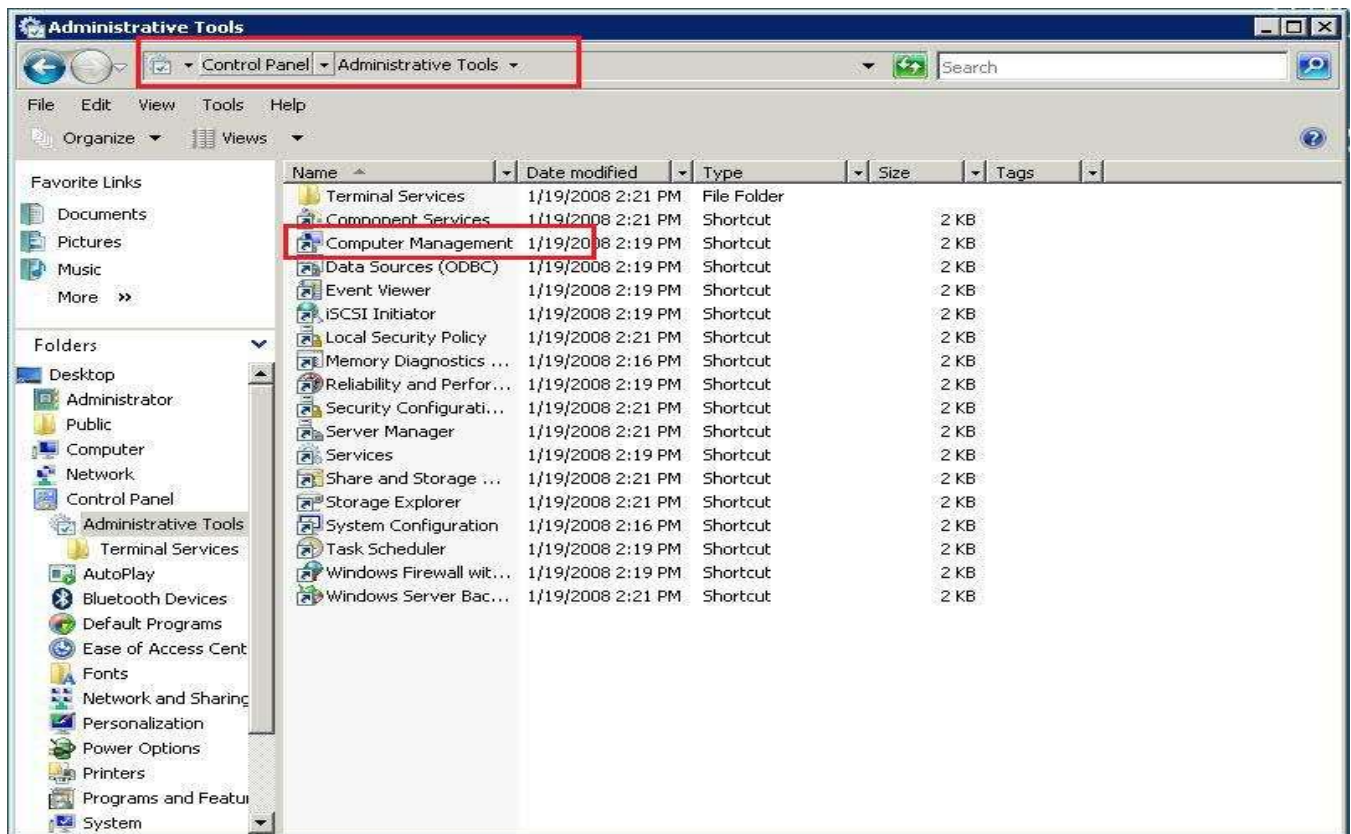 Administrative Tools
Control Panel Administrative Tools
Search
File Edit View Tools Help
Organize Views
Favorite Links
Documents
Pictures
Music
More »
Folders
Desktop
Administrator
Public
Computer
Network
Control Panel
Administrative Tools
Terminal Services
AutoPlay
Bluetooth Devices
Default Programs
Ease of Access Cent
Fonts
Network and Sharing
Personalization
Power Options
Printers
Programs and Featur
System
Name Date modified Type Size Tags
Terminal Services 1/19/2008 2:21 PM File Folder
Component Services 1/19/2008 2:21 PM Shortcut 2 KB
Computer Management 1/19/2008 2:19 PM Shortcut 2 KB
Data Sources (ODBC) 1/19/2008 2:19 PM Shortcut 2 KB
Event Viewer 1/19/2008 2:19 PM Shortcut 2 KB
iSCSI Initiator 1/19/2008 2:19 PM Shortcut 2 KB
Local Security Policy 1/19/2008 2:21 PM Shortcut 2 KB
Memory Diagnostics ... 1/19/2008 2:16 PM Shortcut 2 KB
Reliability and Perfor... 1/19/2008 2:19 PM Shortcut 2 KB
Security Configurati... 1/19/2008 2:21 PM Shortcut 2 KB
Server Manager 1/19/2008 2:21 PM Shortcut 2 KB
Services 1/19/2008 2:19 PM Shortcut 2 KB
Share and Storage ... 1/19/2008 2:21 PM Shortcut 2 KB
Storage Explorer 1/19/2008 2:21 PM Shortcut 2 KB
System Configuration 1/19/2008 2:16 PM Shortcut 2 KB
Task Scheduler 1/19/2008 2:19 PM Shortcut 2 KB
Windows Firewall wit... 1/19/2008 2:19 PM Shortcut 2 KB
Windows Server Bac... 1/19/2008 2:21 PM Shortcut 2 KB